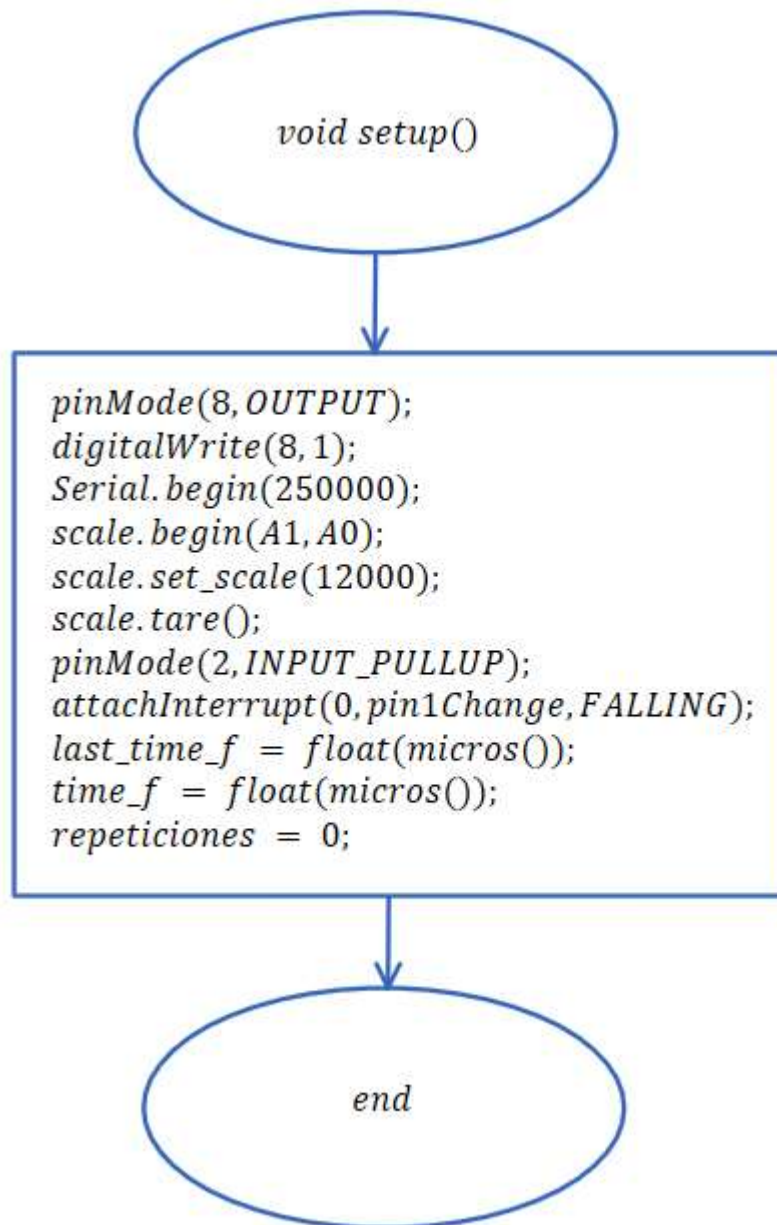 void setup()
pinMode(8, OUTPUT);
digitalWrite(8, 1);
Serial.begin(250000);
scale.begin(A1, A0);
scale.set_scale(12000);
scale.tare();
pinMode(2, INPUT_PULLUP);
attachInterrupt(0, pin1Change, FALLING);
last_time_f = float(micros());
time_f = float(micros());
repeticiones = 0;
end